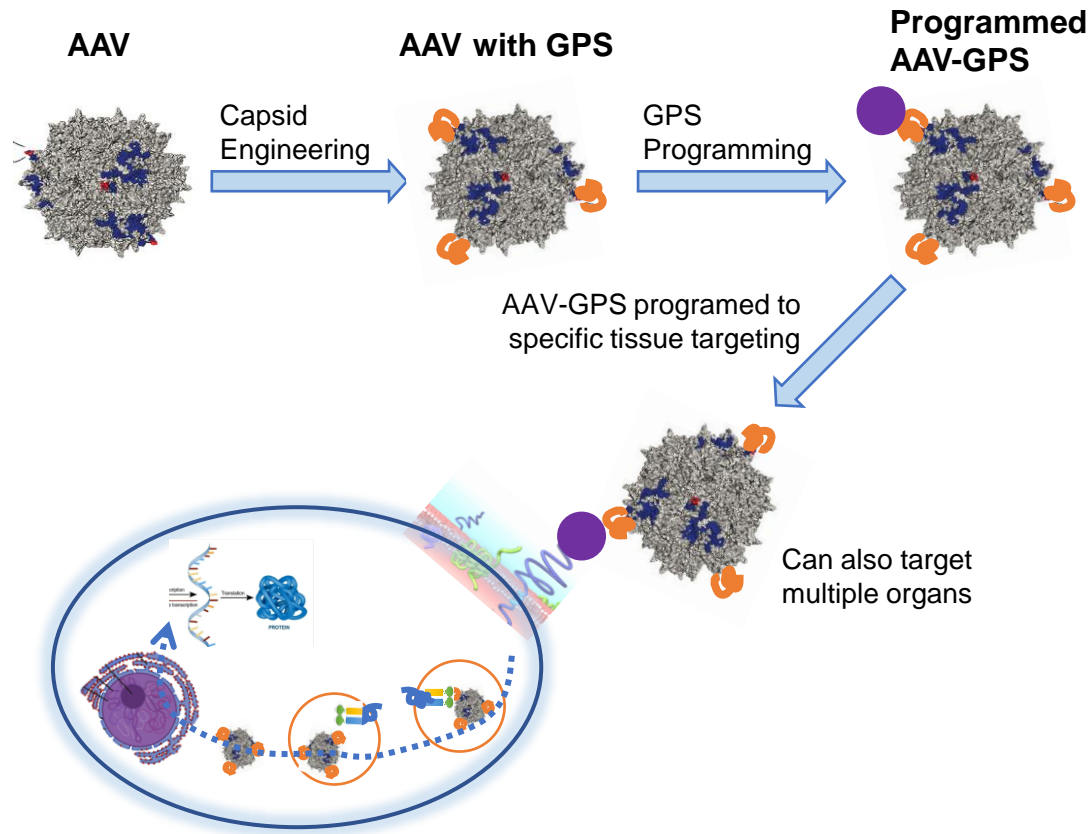 AAV
AAV with GPS
Programmed
AAV-GPS
Capsid
Engineering
GPS
Programming
AAV-GPS programed to
specific tissue targeting
Can also target
multiple organs
Translation
PROTEIN